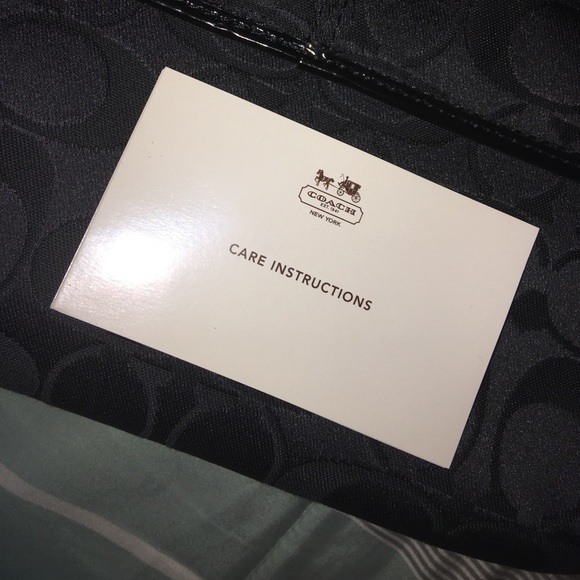 COACH
EST. 1941
NEW YORK
CARE INSTRUCTIONS